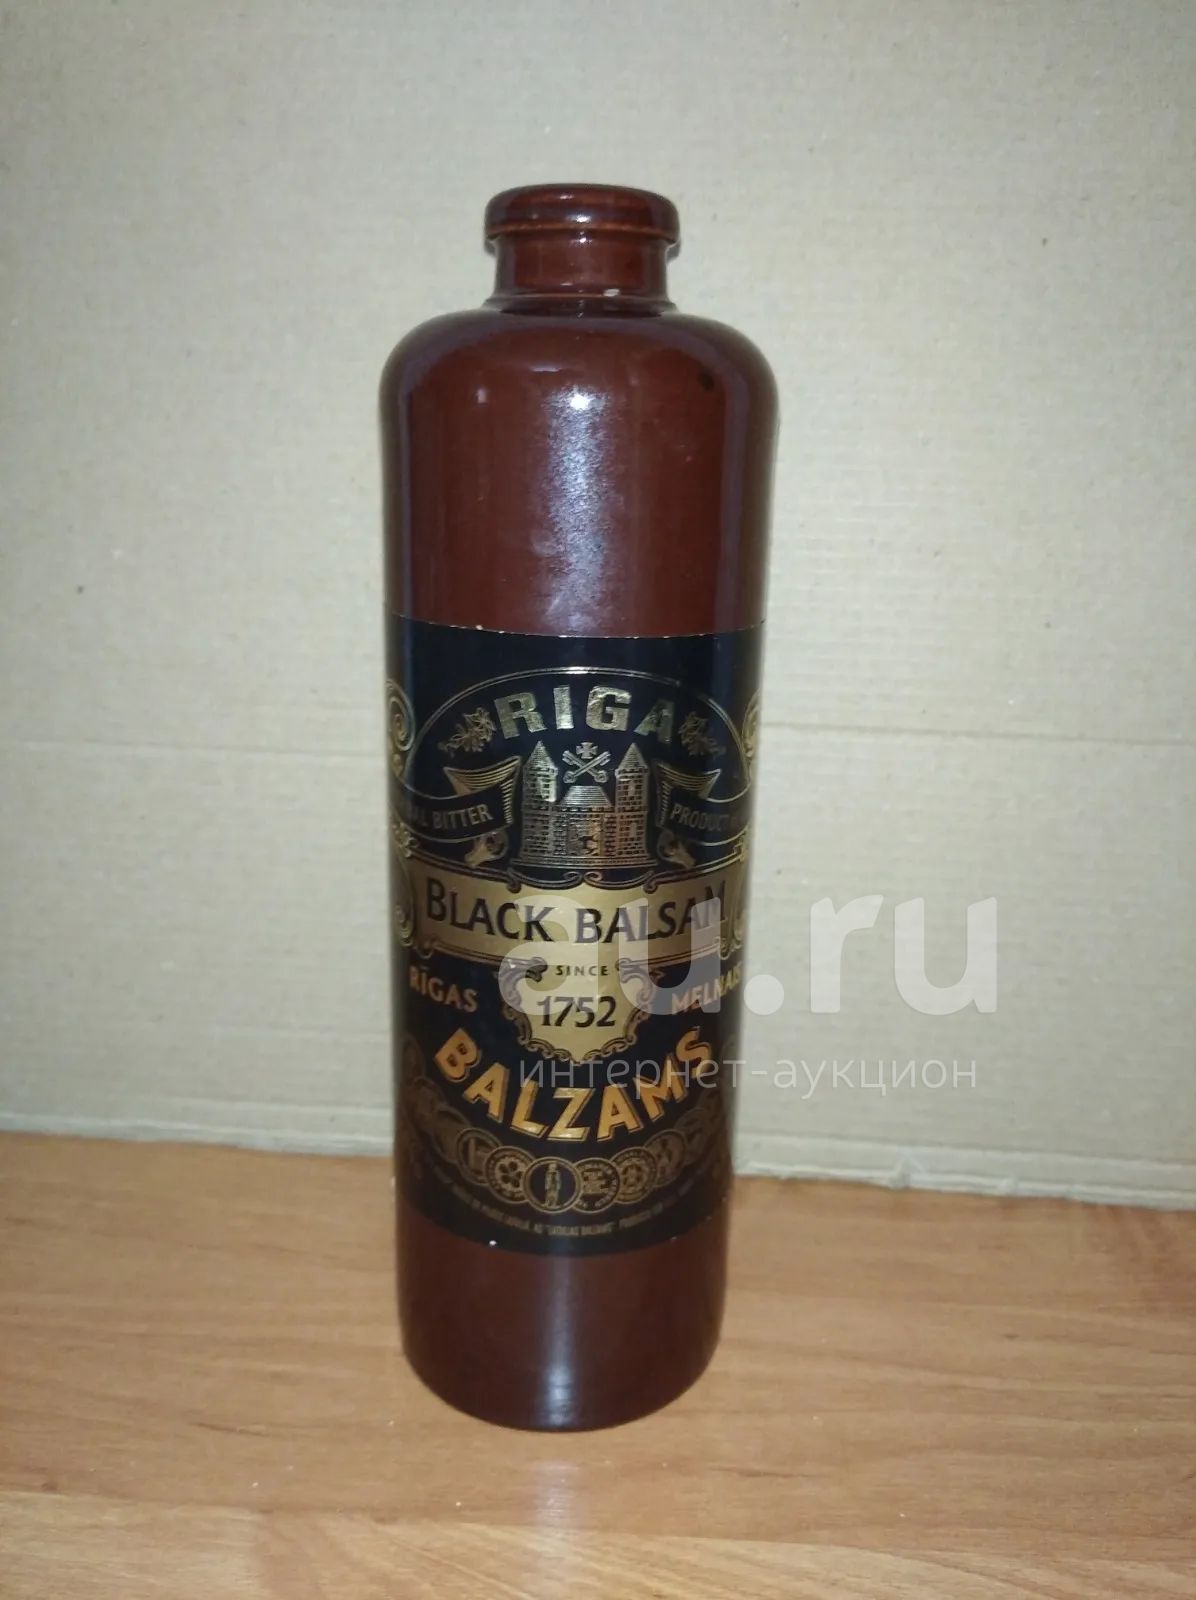 RIGA
BITTER
PRODUCT
BLACK BALSAM
SINCE
1752
RĪGAS MELNAIS
BALZAMS
au.ru
интернет-аукцион